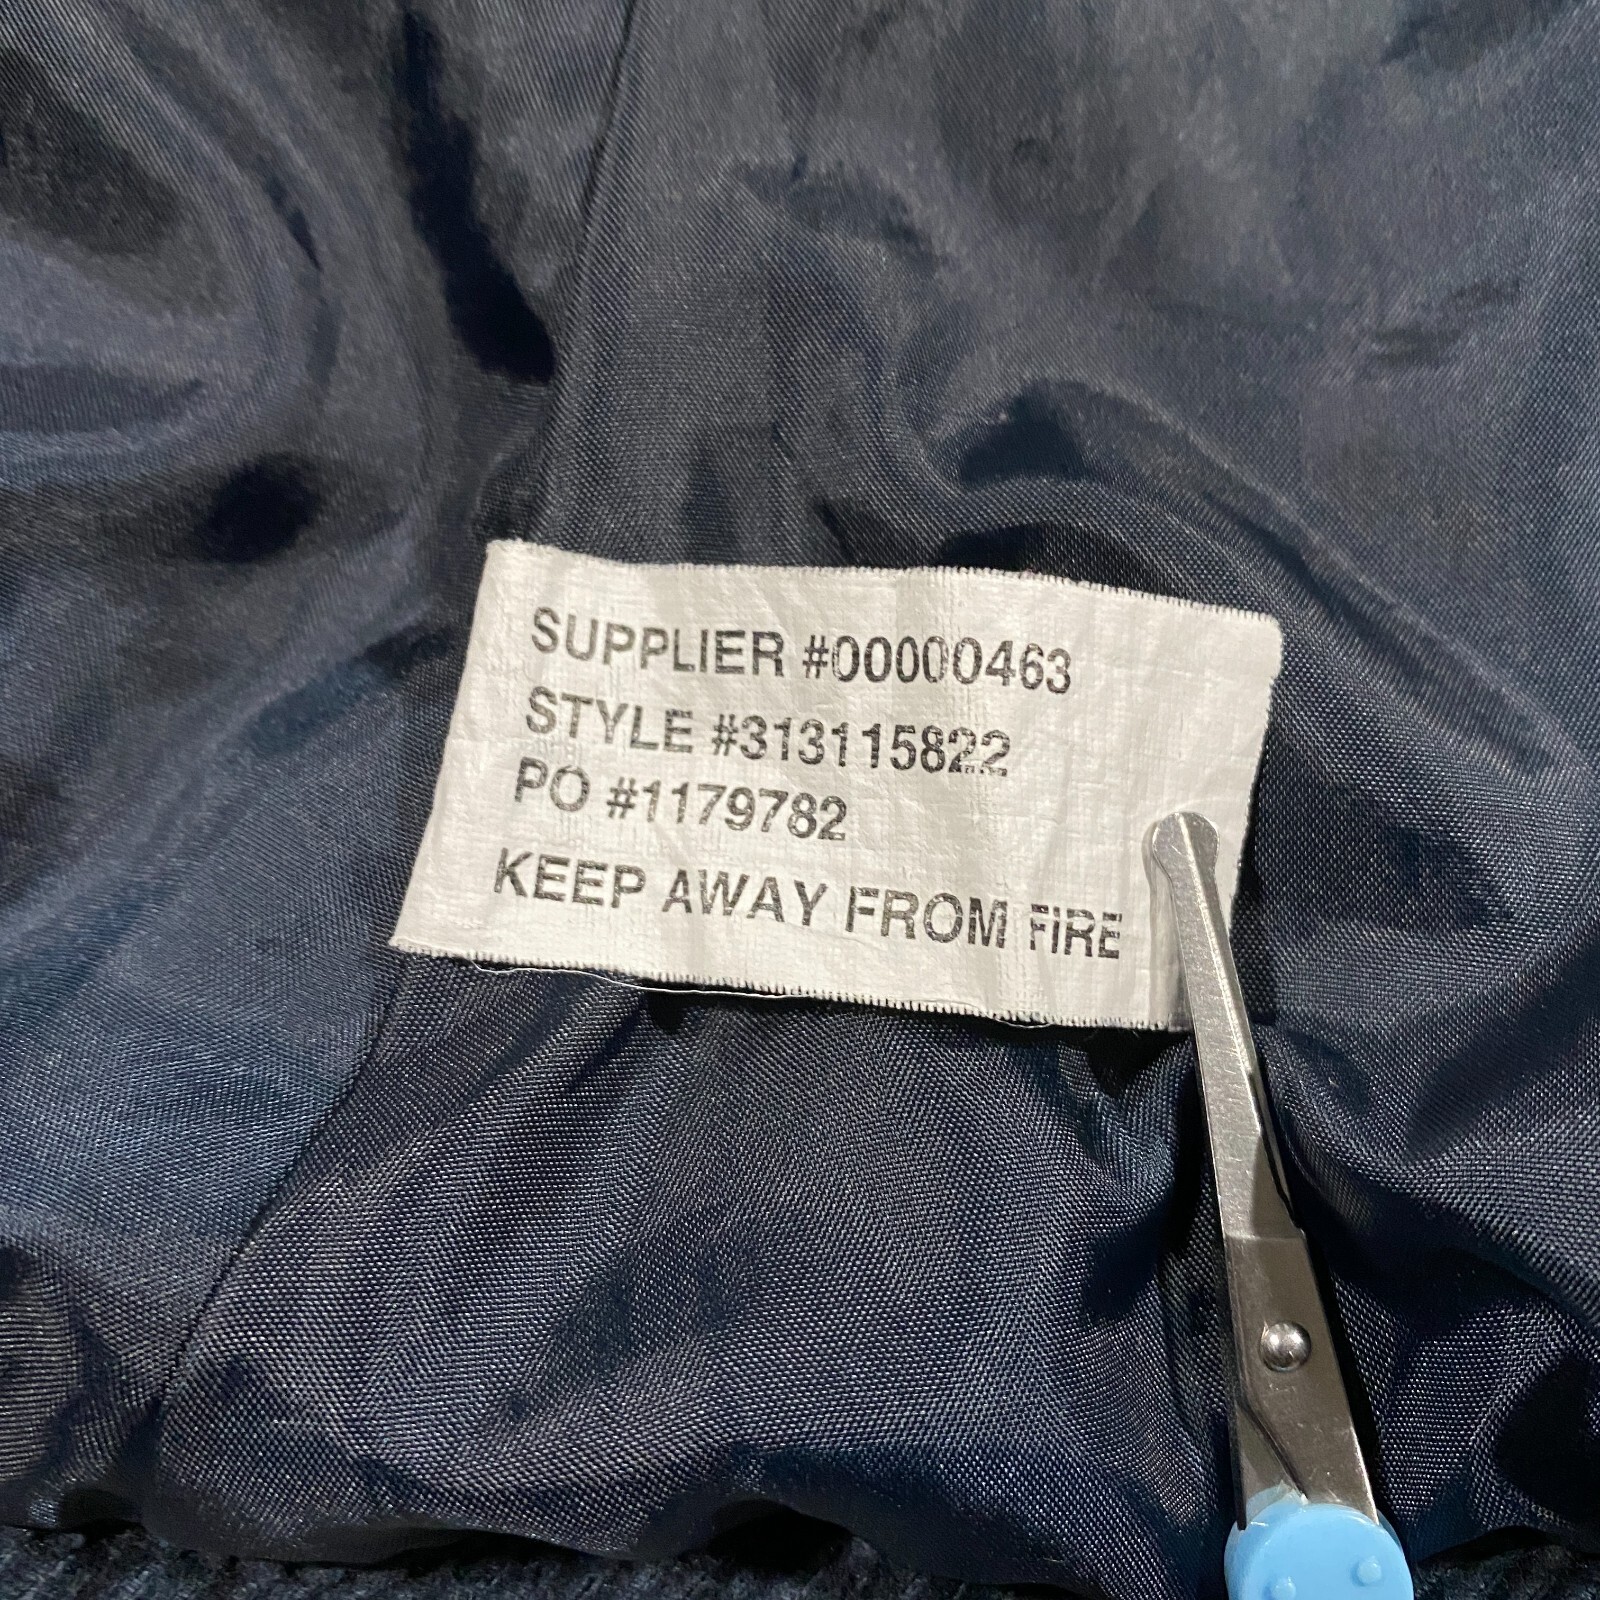 SUPPLIER #00000463
STYLE #313115822
PO #1179782
KEEP AWAY FROM FIRE